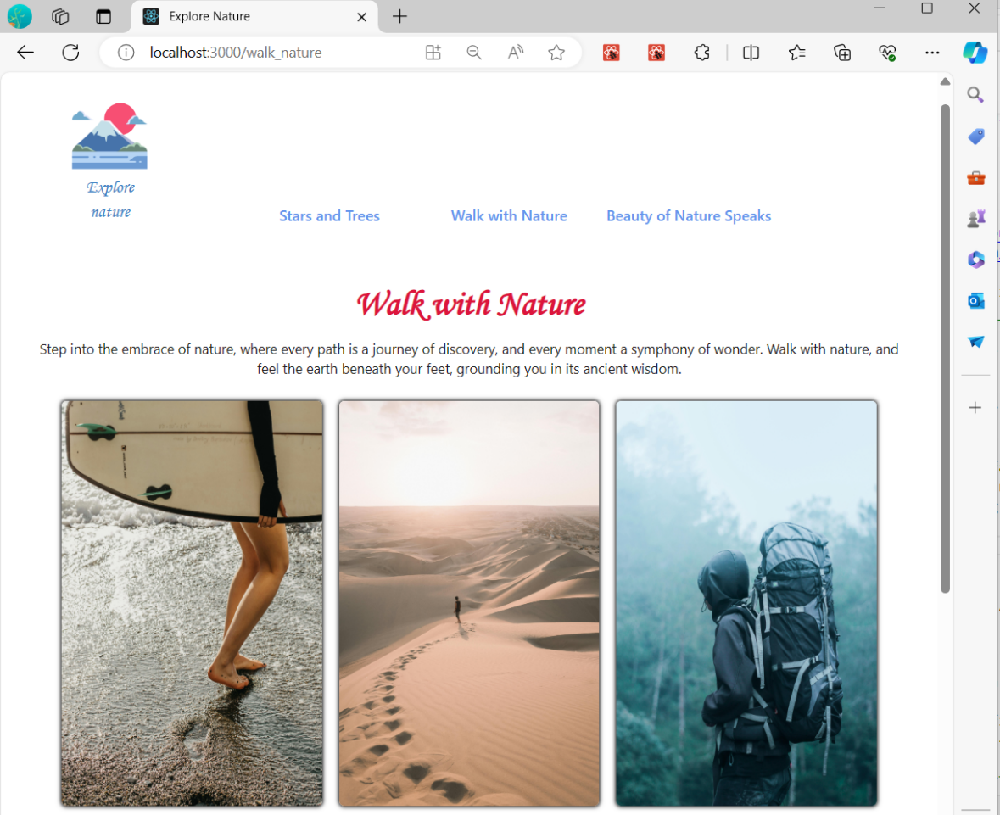 Explore Nature
localhost:3000/walk_nature
Explore
nature
Stars and Trees
Walk with Nature
Beauty of Nature Speaks
Walk with Nature
Step into the embrace of nature, where every path is a journey of discovery, and every moment a symphony of wonder. Walk with nature, and
feel the earth beneath your feet, grounding you in its ancient wisdom.